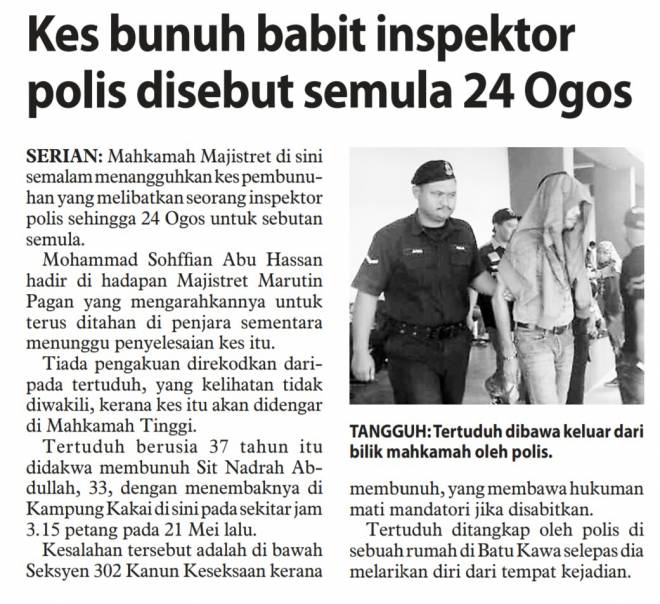 Kes bunuh babit inspektor
polis disebut semula 24 Ogos
SERIAN: Mahkamah Majistret di sini
semalam menangguhkan kes pembunu-
han yang melibatkan seorang inspektor
polis sehingga 24 Ogos untuk sebutan
semula.
Mohammad Sohffian Abu Hassan
hadir di hadapan Majistret Marutin
Pagan yang mengarahkannya untuk
terus ditahan di penjara sementara
menunggu penyelesaian kes itu.
Tiada pengakuan direkodkan dari-
pada tertuduh, yang kelihatan tidak
diwakili, kerana kes itu akan didengar
di Mahkamah Tinggi.
Tertuduh berusia 37 tahun itu
didakwa membunuh Sit Nadrah Ab-
dullah, 33, dengan menembaknya di
Kampung Kakai di sini pada sekitar jam
3.15 petang pada 21 Mei lalu.
Kesalahan tersebut adalah di bawah
Seksyen 302 Kanun Keseksaan kerana
TANGGUH: Tertuduh dibawa keluar dari
bilik mahkamah oleh polis.
membunuh, yang membawa hukuman
mati mandatori jika disabitkan.
Tertuduh ditangkap oleh polis di
sebuah rumah di Batu Kawa selepas dia
melarikan diri dari tempat kejadian.